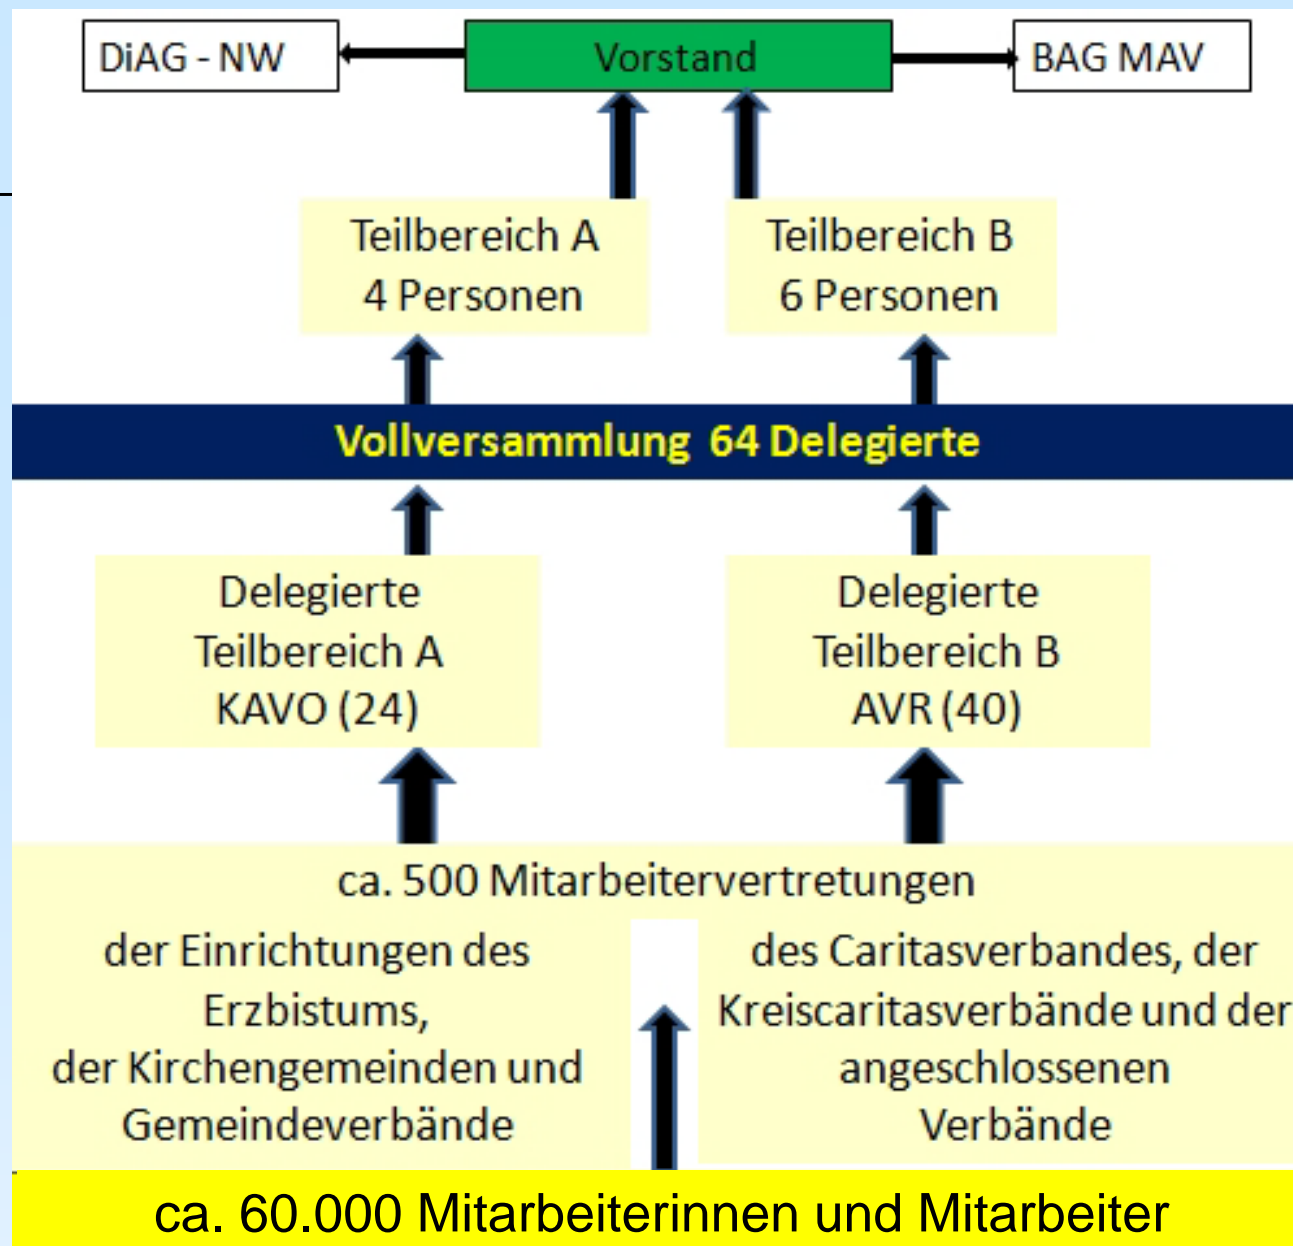 DiAG - NW
Vorstand
BAG MAV
Teilbereich A
4 Personen
Teilbereich B
6 Personen
Vollversammlung 64 Delegierte
Delegierte
Teilbereich A
KAVO (24)
Delegierte
Teilbereich B
AVR (40)
ca. 500 Mitarbeitervertretungen
der Einrichtungen des
Erzbistums,
der Kirchengemeinden und
Gemeindeverbände
des Caritasverbandes, der
Kreiscaritasverbände und der
angeschlossenen
Verbände
ca. 60.000 Mitarbeiterinnen und Mitarbeiter